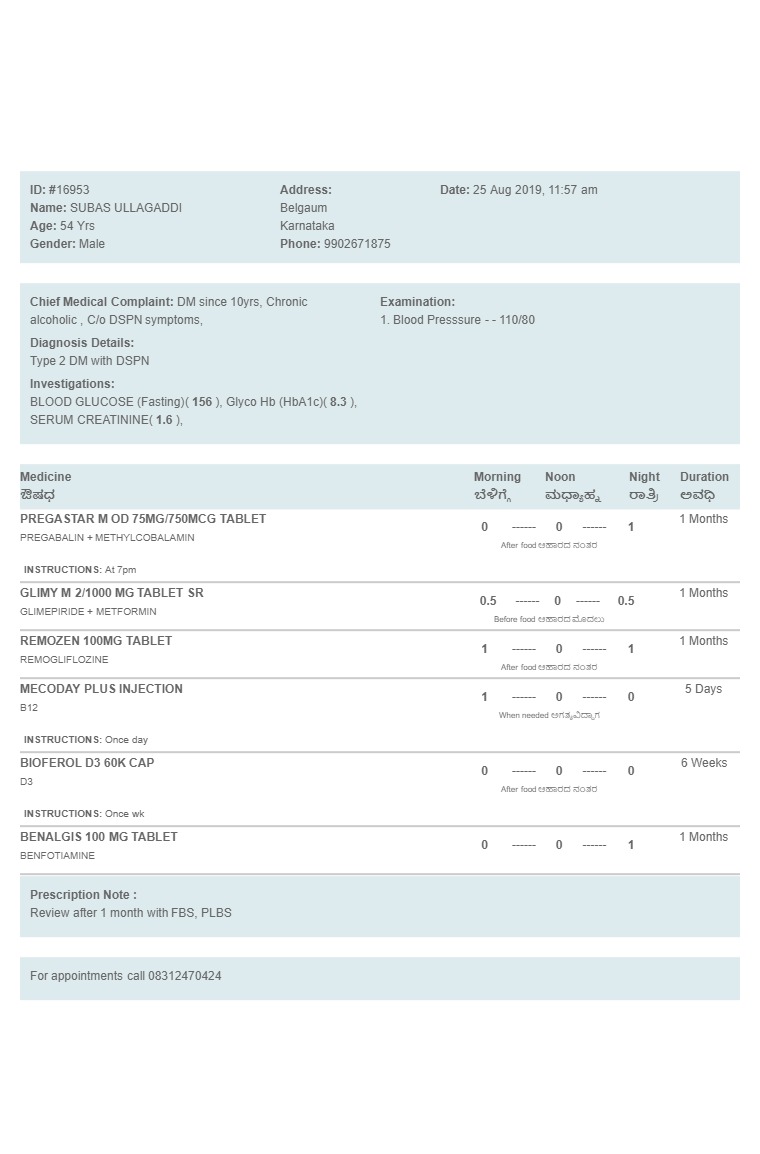 ID: #16953
Name: SUBAS ULLAGADDI
Age: 54 Yrs
Gender: Male
Address:
Belgaum
Karnataka
Phone: 9902671875
Date: 25 Aug 2019, 11:57 am
Chief Medical Complaint: DM since 10yrs, Chronic
alcoholic , C/o DSPN symptoms,
Diagnosis Details:
Type 2 DM with DSPN
Investigations:
BLOOD GLUCOSE (Fasting)( 156 ), Glyco Hb (HbA1c)( 8.3 ),
SERUM CREATININE( 1.6 ),
Examination:
1. Blood Presssure - - 110/80
Medicine Morning Noon Night Duration
ಔಷಧ ಬೆಳಿಗ್ಗೆ ಮಧ್ಯಾಹ್ನ ರಾತ್ರಿ ಅವಧಿ
PREGASTAR M OD 75MG/750MCG TABLET 0 ------ 0 ------ 1 1 Months
PREGABALIN + METHYLCOBALAMIN
After food ಆಹಾರದ ನಂತರ
INSTRUCTIONS: At 7pm
GLIMY M 2/1000 MG TABLET SR 0.5 ------ 0 ------ 0.5 1 Months
GLIMEPIRIDE + METFORMIN
Before food ಆಹಾರದ ಮೊದಲು
REMOZEN 100MG TABLET 1 ------ 0 ------ 1 1 Months
REMOGLIFLOZINE
After food ಆಹಾರದ ನಂತರ
MECODAY PLUS INJECTION 1 ------ 0 ------ 0 5 Days
B12
When needed ಅಗತ್ಯವಿದ್ದಾಗ
INSTRUCTIONS: Once day
BIOFEROL D3 60K CAP 0 ------ 0 ------ 0 6 Weeks
D3
After food ಆಹಾರದ ನಂತರ
INSTRUCTIONS: Once wk
BENALGIS 100 MG TABLET 0 ------ 0 ------ 1 1 Months
BENFOTIAMINE
Prescription Note :
Review after 1 month with FBS, PLBS
For appointments call 08312470424